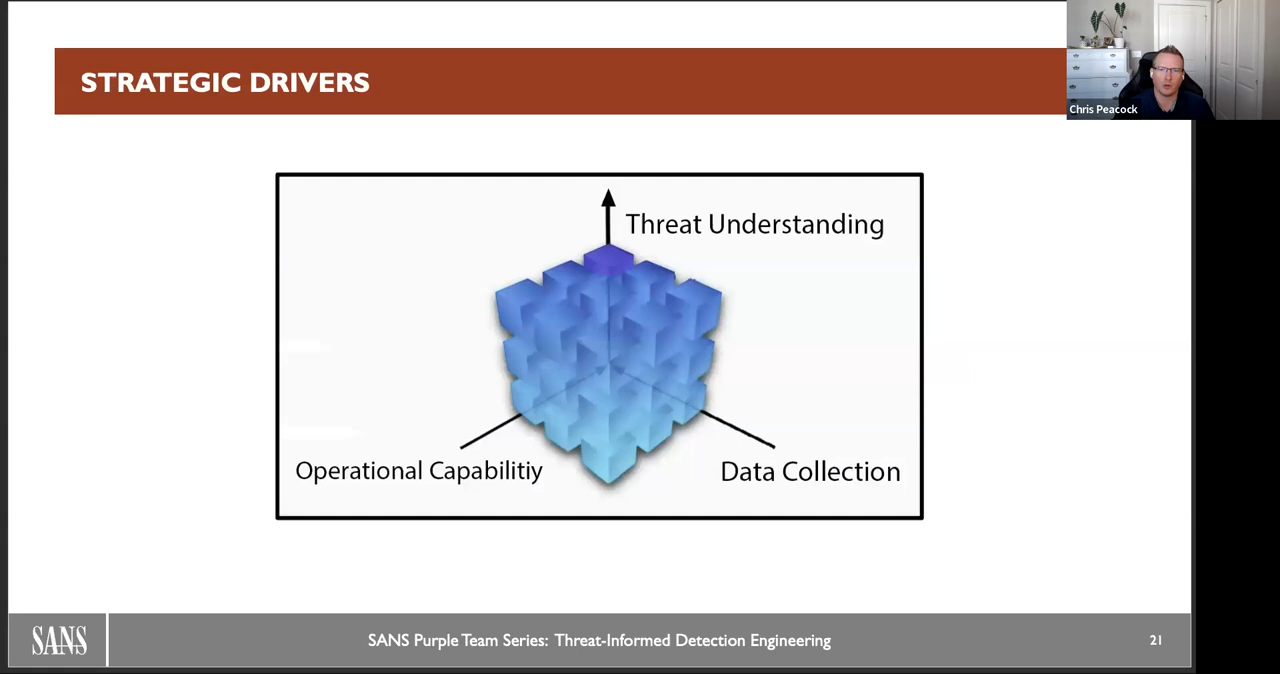 STRATEGIC DRIVERS
Chris Peacock
Threat Understanding
Operational Capabilitiy
Data Collection
SANS
SANS Purple Team Series: Threat-Informed Detection Engineering
21